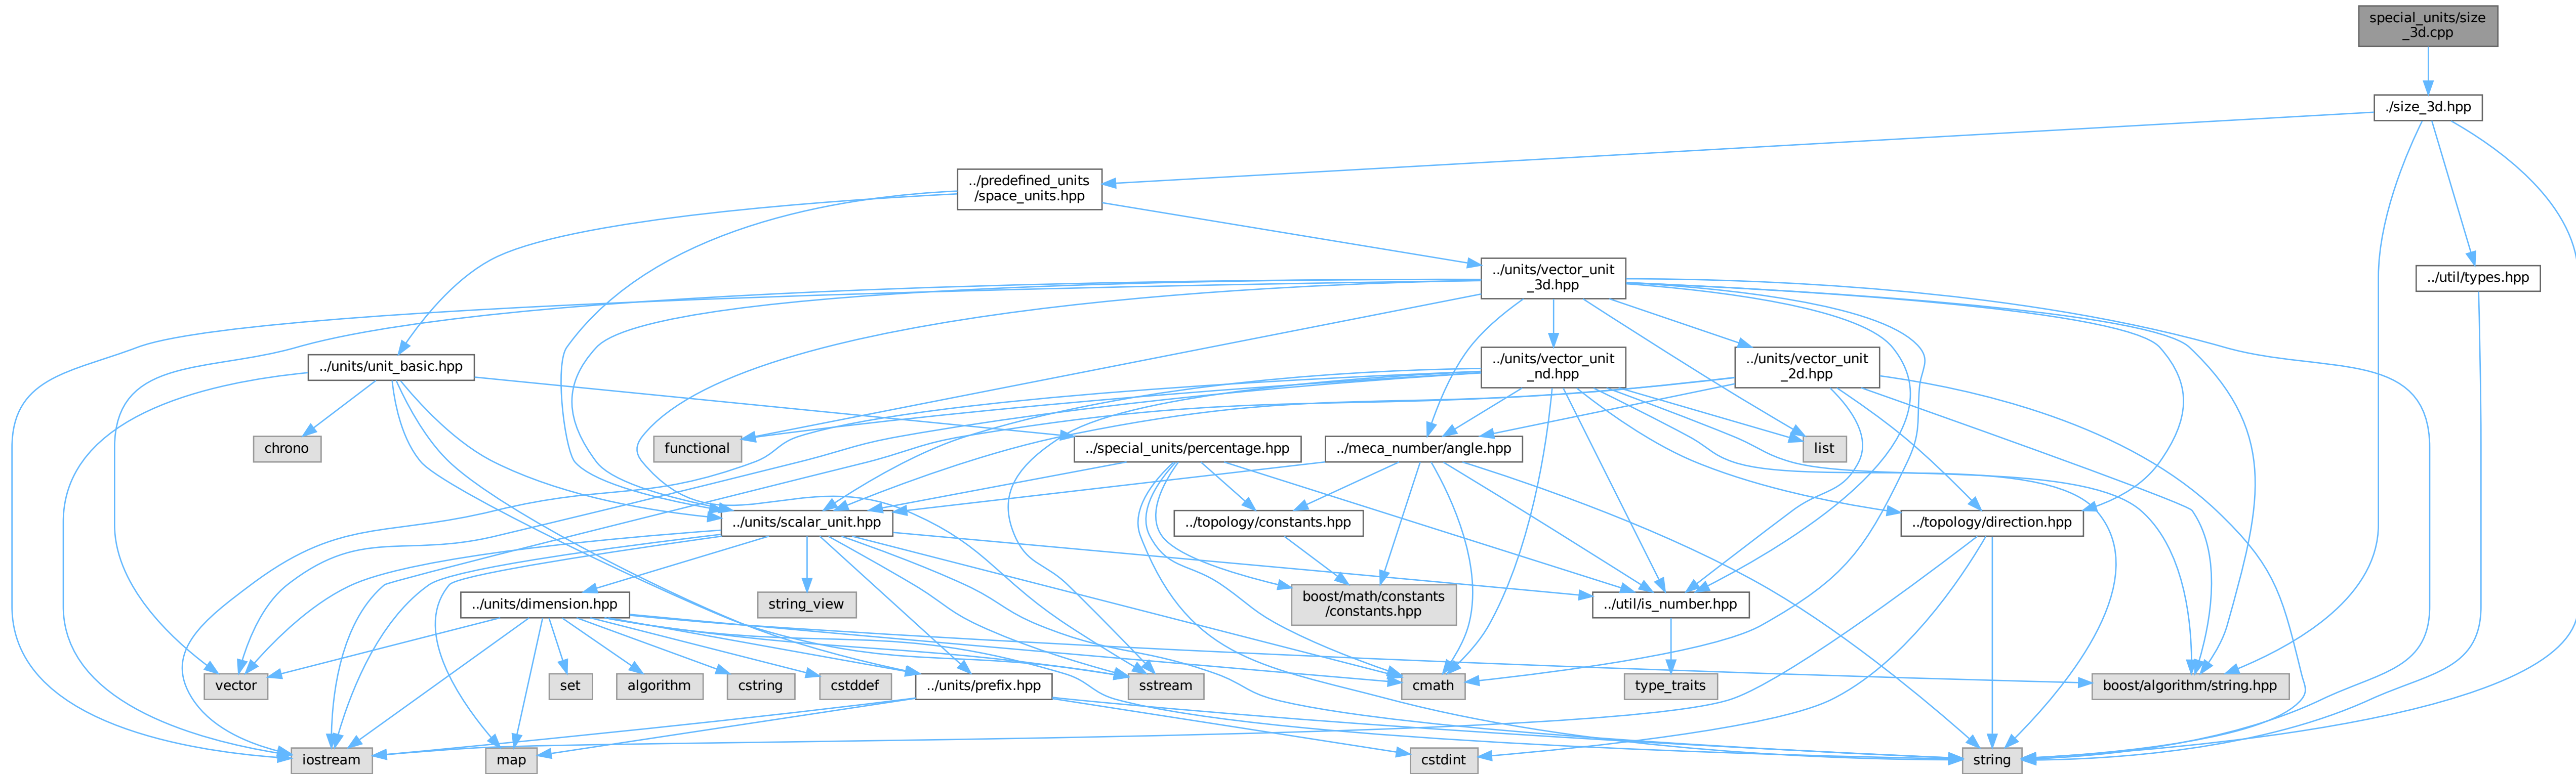 special_units/size
_3d.cpp
./size_3d.hpp
../predefined_units
/space_units.hpp
../units/vector_unit
_3d.hpp
../util/types.hpp
../units/unit_basic.hpp
../units/vector_unit
_nd.hpp
../units/vector_unit
_2d.hpp
chrono
functional
../special_units/percentage.hpp
../meca_number/angle.hpp
list
../units/scalar_unit.hpp
../topology/constants.hpp
../topology/direction.hpp
../units/dimension.hpp
string_view
boost/math/constants
/constants.hpp
../util/is_number.hpp
vector
set
algorithm
cstring
cstddef
../units/prefix.hpp
sstream
cmath
type_traits
boost/algorithm/string.hpp
iostream
map
cstdint
string